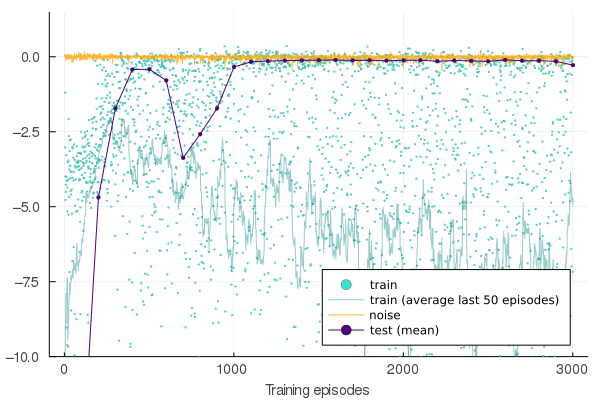 0.0
−2.5
−5.0
−7.5
−10.0
0
1000
2000
3000
Training episodes
train
train (average last 50 episodes)
noise
test (mean)